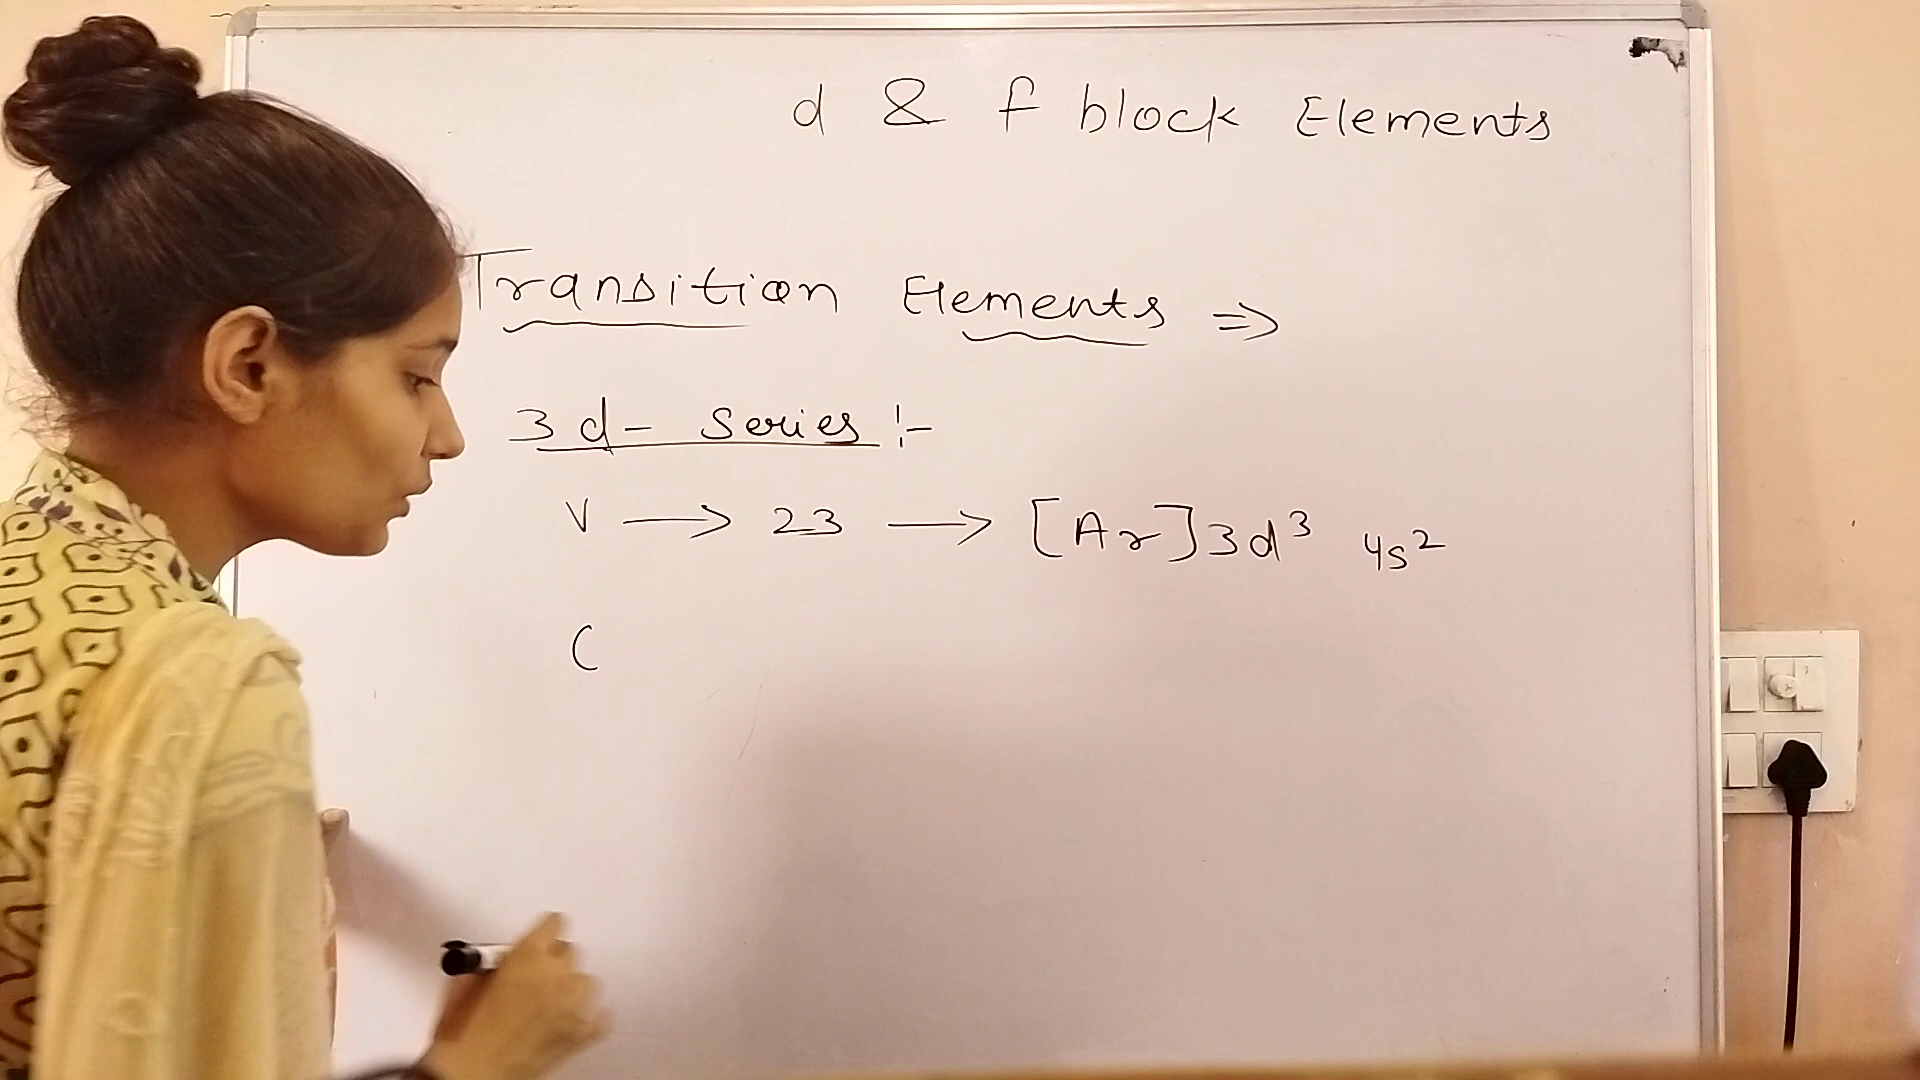 d & f block Elements
Transition Elements ⇒
3d- Series :-
V ⟶ 23 ⟶ [Ar]3d³ 4s²
C